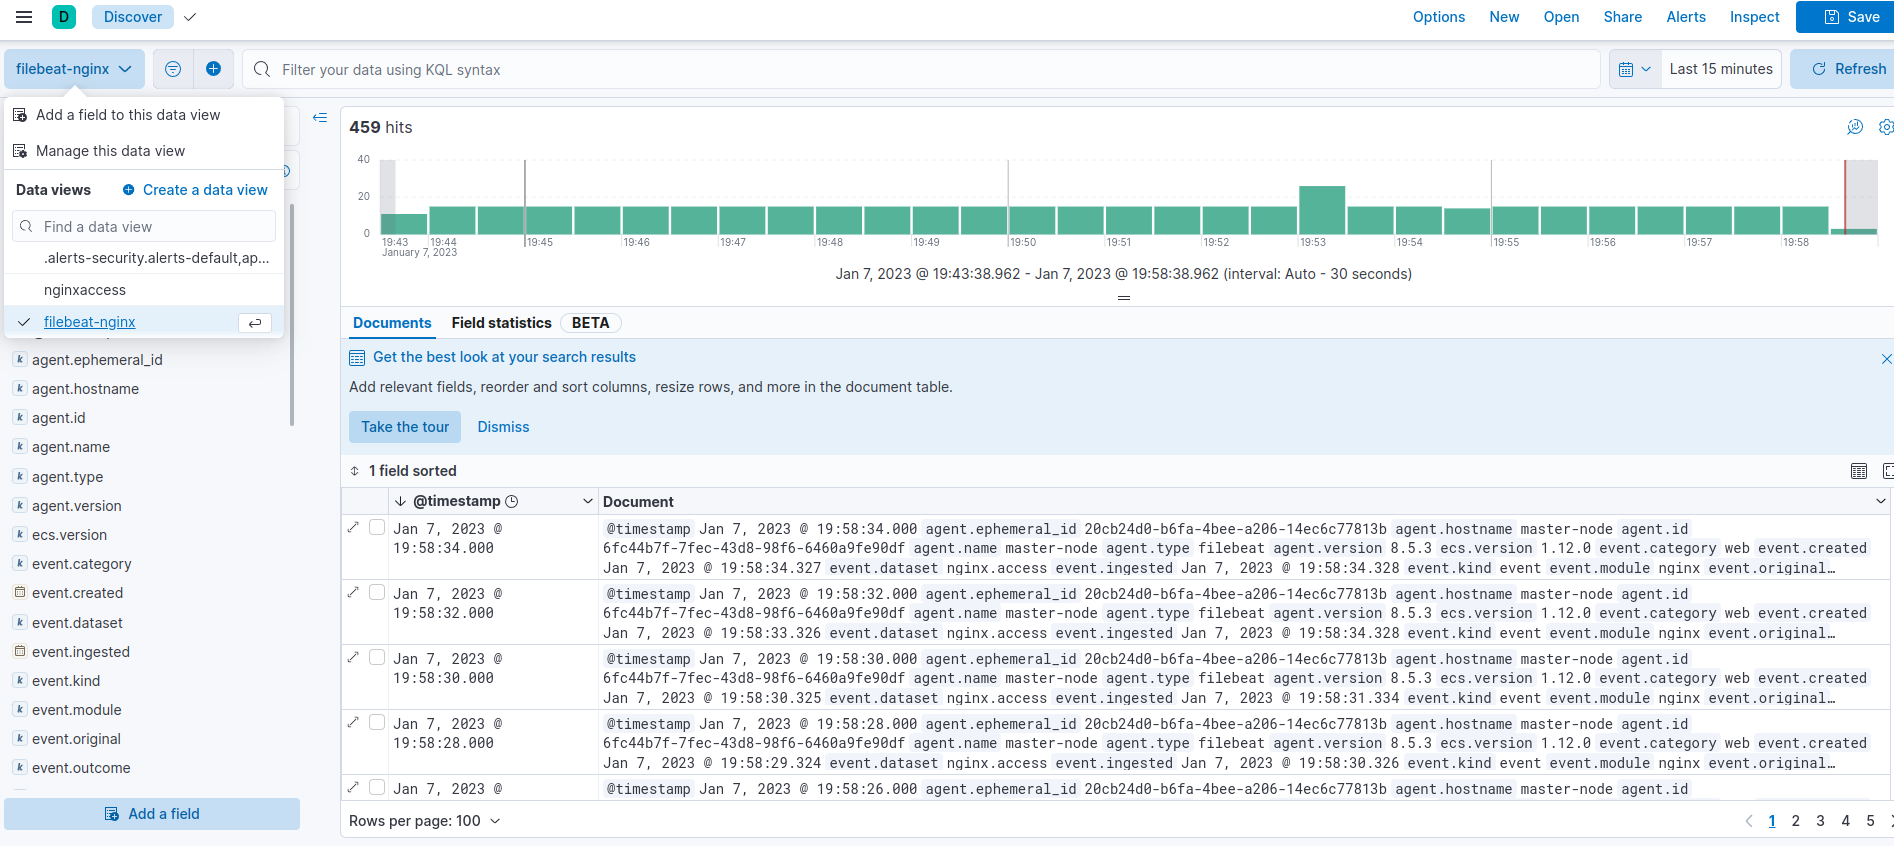 D Discover Options New Open Share Alerts Inspect Save
filebeat-nginx Filter your data using KQL syntax Last 15 minutes Refresh
Add a field to this data view
Manage this data view
Data views Create a data view
Find a data view
.alerts-security.alerts-default,ap...
nginxaccess
filebeat-nginx
k agent.ephemeral_id
k agent.hostname
k agent.id
k agent.name
k agent.type
k agent.version
k ecs.version
k event.category
event.created
k event.dataset
event.ingested
k event.kind
k event.module
k event.original
k event.outcome
Add a field
459 hits
40
20
0
19:43 19:44 19:45 19:46 19:47 19:48 19:49 19:50 19:51 19:52 19:53 19:54 19:55 19:56 19:57 19:58
January 7, 2023
Jan 7, 2023 @ 19:43:38.962 - Jan 7, 2023 @ 19:58:38.962 (interval: Auto - 30 seconds)
Documents Field statistics BETA
Get the best look at your search results
Add relevant fields, reorder and sort columns, resize rows, and more in the document table.
Take the tour Dismiss
1 field sorted
@timestamp Document
Jan 7, 2023 @ @timestamp Jan 7, 2023 @ 19:58:34.000 agent.ephemeral_id 20cb24d0-b6fa-4bee-a206-14ec6c77813b agent.hostname master-node agent.id
19:58:34.000 6fc44b7f-7fec-43d8-98f6-6460a9fe90df agent.name master-node agent.type filebeat agent.version 8.5.3 ecs.version 1.12.0 event.category web event.created
Jan 7, 2023 @ 19:58:34.327 event.dataset nginx.access event.ingested Jan 7, 2023 @ 19:58:34.328 event.kind event event.module nginx event.original…
Jan 7, 2023 @ @timestamp Jan 7, 2023 @ 19:58:32.000 agent.ephemeral_id 20cb24d0-b6fa-4bee-a206-14ec6c77813b agent.hostname master-node agent.id
19:58:32.000 6fc44b7f-7fec-43d8-98f6-6460a9fe90df agent.name master-node agent.type filebeat agent.version 8.5.3 ecs.version 1.12.0 event.category web event.created
Jan 7, 2023 @ 19:58:33.326 event.dataset nginx.access event.ingested Jan 7, 2023 @ 19:58:34.328 event.kind event event.module nginx event.original…
Jan 7, 2023 @ @timestamp Jan 7, 2023 @ 19:58:30.000 agent.ephemeral_id 20cb24d0-b6fa-4bee-a206-14ec6c77813b agent.hostname master-node agent.id
19:58:30.000 6fc44b7f-7fec-43d8-98f6-6460a9fe90df agent.name master-node agent.type filebeat agent.version 8.5.3 ecs.version 1.12.0 event.category web event.created
Jan 7, 2023 @ 19:58:30.325 event.dataset nginx.access event.ingested Jan 7, 2023 @ 19:58:31.334 event.kind event event.module nginx event.original…
Jan 7, 2023 @ @timestamp Jan 7, 2023 @ 19:58:28.000 agent.ephemeral_id 20cb24d0-b6fa-4bee-a206-14ec6c77813b agent.hostname master-node agent.id
19:58:28.000 6fc44b7f-7fec-43d8-98f6-6460a9fe90df agent.name master-node agent.type filebeat agent.version 8.5.3 ecs.version 1.12.0 event.category web event.created
Jan 7, 2023 @ 19:58:29.324 event.dataset nginx.access event.ingested Jan 7, 2023 @ 19:58:30.326 event.kind event event.module nginx event.original…
Jan 7, 2023 @ @timestamp Jan 7, 2023 @ 19:58:26.000 agent.ephemeral_id 20cb24d0-b6fa-4bee-a206-14ec6c77813b agent.hostname master-node agent.id
Rows per page: 100 1 2 3 4 5